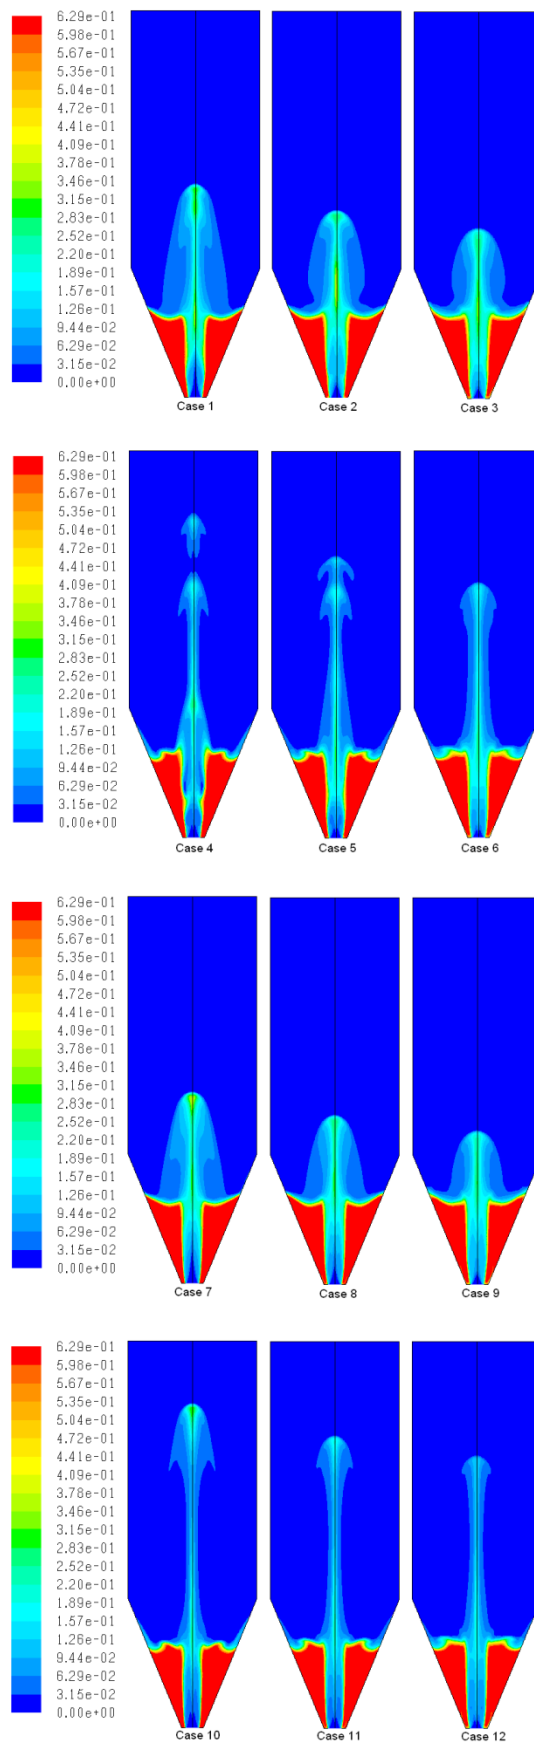 6.29e-01
5.98e-01
5.67e-01
5.35e-01
5.04e-01
4.72e-01
4.41e-01
4.09e-01
3.78e-01
3.46e-01
3.15e-01
2.83e-01
2.52e-01
2.20e-01
1.89e-01
1.57e-01
1.26e-01
9.44e-02
6.29e-02
3.15e-02
0.00e+00
Case 1 Case 2 Case 3
6.29e-01
5.98e-01
5.67e-01
5.35e-01
5.04e-01
4.72e-01
4.41e-01
4.09e-01
3.78e-01
3.46e-01
3.15e-01
2.83e-01
2.52e-01
2.20e-01
1.89e-01
1.57e-01
1.26e-01
9.44e-02
6.29e-02
3.15e-02
0.00e+00
Case 4 Case 5 Case 6
6.29e-01
5.98e-01
5.67e-01
5.35e-01
5.04e-01
4.72e-01
4.41e-01
4.09e-01
3.78e-01
3.46e-01
3.15e-01
2.83e-01
2.52e-01
2.20e-01
1.89e-01
1.57e-01
1.26e-01
9.44e-02
6.29e-02
3.15e-02
0.00e+00
Case 7 Case 8 Case 9
6.29e-01
5.98e-01
5.67e-01
5.35e-01
5.04e-01
4.72e-01
4.41e-01
4.09e-01
3.78e-01
3.46e-01
3.15e-01
2.83e-01
2.52e-01
2.20e-01
1.89e-01
1.57e-01
1.26e-01
9.44e-02
6.29e-02
3.15e-02
0.00e+00
Case 10 Case 11 Case 12